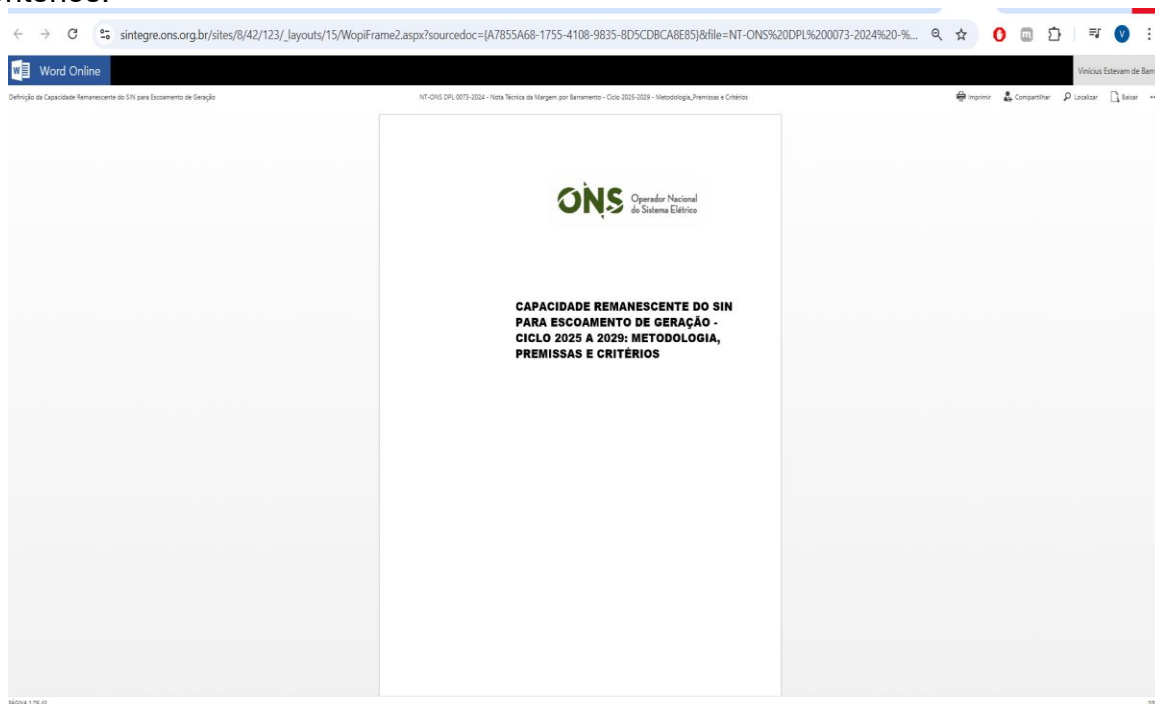 sintegre.ons.org.br/sites/8/42/123/_layouts/15/WopiFrame2.aspx?sourcedoc={A7855A68-1755-4108-9835-8D5CDBCA8E85}&file=NT-ONS%20DPL%200073-2024%20-%...
Word Online
Vinícius Estevam de Barr
Definição da Capacidade Remanescente do SIN para Escoamento de Geração
NT-ONS DPL 0073-2024 - Nota Técnica da Margem por Barramento - Ciclo 2025-2029 - Metodologia_Premissas e Critérios
Imprimir Compartilhar Localizar Baixar
ONS Operador Nacional
do Sistema Elétrico
CAPACIDADE REMANESCENTE DO SIN
PARA ESCOAMENTO DE GERAÇÃO -
CICLO 2025 A 2029: METODOLOGIA,
PREMISSAS E CRITÉRIOS